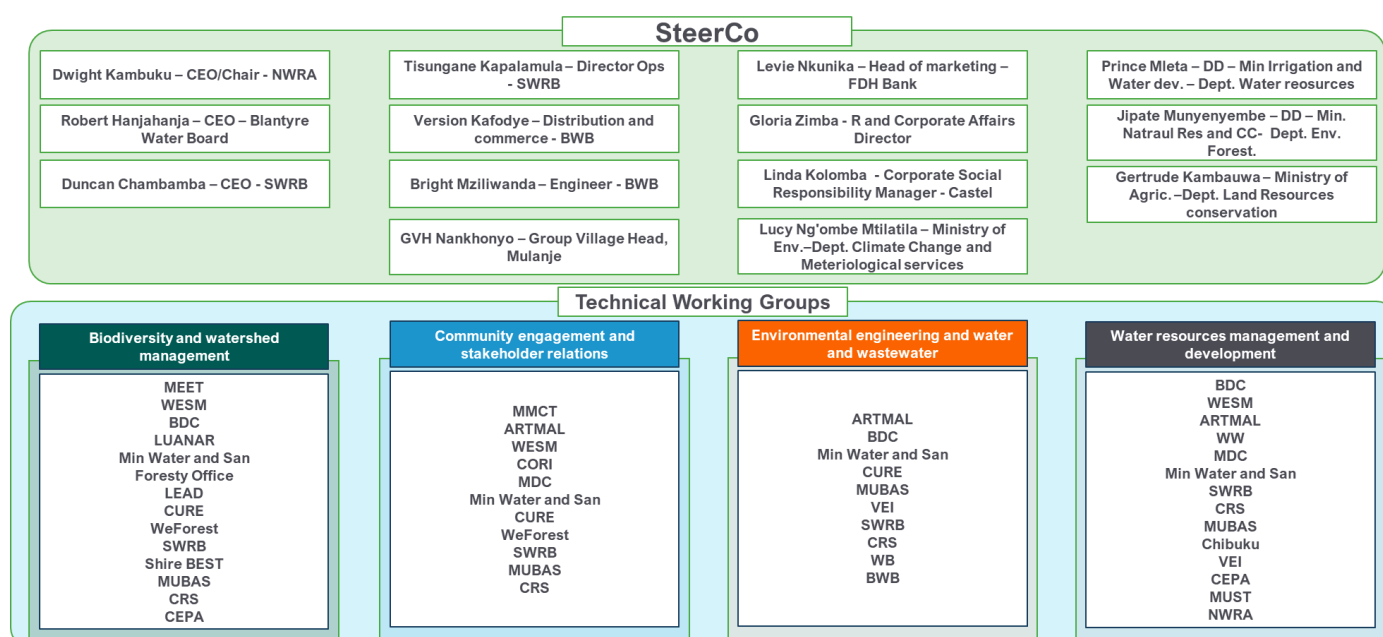 SteerCo
Dwight Kambuku – CEO/Chair - NWRA
Robert Hanjahanja – CEO – Blantyre
Water Board
Duncan Chambamba – CEO - SWRB
Tisungane Kapalamula – Director Ops
- SWRB
Version Kafodye – Distribution and
commerce - BWB
Bright Mziliwanda – Engineer - BWB
GVH Nankhonyo – Group Village Head,
Mulanje
Levie Nkunika – Head of marketing –
FDH Bank
Gloria Zimba - R and Corporate Affairs
Director
Linda Kolomba  - Corporate Social
Responsibility Manager - Castel
Lucy Ng'ombe Mtilatila – Ministry of
Env.–Dept. Climate Change and
Meteriological services
Prince Mleta – DD – Min Irrigation and
Water dev. – Dept. Water reosurces
Jipate Munyenyembe – DD – Min.
Natraul Res and CC-  Dept. Env.
Forest.
Gertrude Kambauwa – Ministry of
Agric. –Dept. Land Resources
conservation
Technical Working Groups
Biodiversity and watershed
management
MEET
WESM
BDC
LUANAR
Min Water and San
Foresty Office
LEAD
CURE
WeForest
SWRB
Shire BEST
MUBAS
CRS
CEPA
Community engagement and
stakeholder relations
MMCT
ARTMAL
WESM
CORI
MDC
Min Water and San
CURE
WeForest
SWRB
MUBAS
CRS
Environmental engineering and water
and wastewater
ARTMAL
BDC
Min Water and San
CURE
MUBAS
VEI
SWRB
CRS
WB
BWB
Water resources management and
development
BDC
WESM
ARTMAL
WW
MDC
Min Water and San
SWRB
CRS
MUBAS
Chibuku
VEI
CEPA
MUST
NWRA